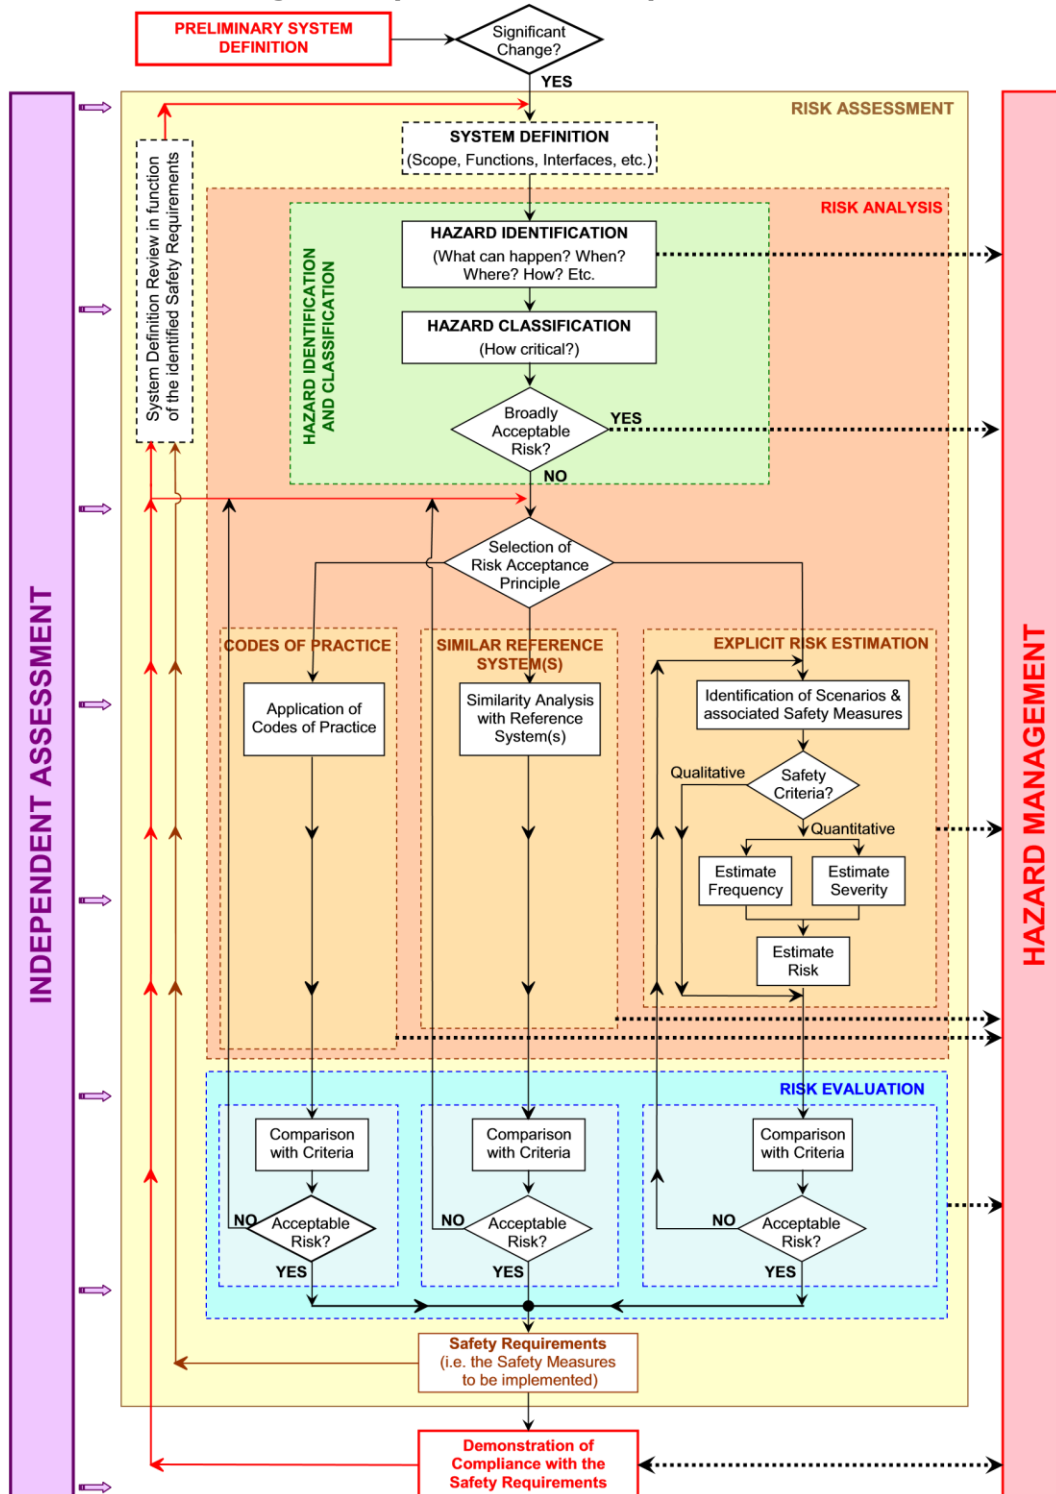 PRELIMINARY SYSTEM
DEFINITION
Significant
Change?
YES
RISK ASSESSMENT
SYSTEM DEFINITION
(Scope, Functions, Interfaces, etc.)
System Definition Review in function
of the identified Safety Requirements
RISK ANALYSIS
HAZARD IDENTIFICATION
AND CLASSIFICATION
HAZARD IDENTIFICATION
(What can happen? When?
Where? How? Etc.
HAZARD CLASSIFICATION
(How critical?)
Broadly
Acceptable
Risk?
YES
NO
Selection of
Risk Acceptance
Principle
CODES OF PRACTICE
Application of
Codes of Practice
SIMILAR REFERENCE
SYSTEM(S)
Similarity Analysis
with Reference
System(s)
EXPLICIT RISK ESTIMATION
Identification of Scenarios &
associated Safety Measures
Qualitative
Safety
Criteria?
Quantitative
Estimate
Frequency
Estimate
Severity
Estimate
Risk
INDEPENDENT ASSESSMENT
HAZARD MANAGEMENT
RISK EVALUATION
Comparison
with Criteria
NO
Acceptable
Risk?
YES
Comparison
with Criteria
NO
Acceptable
Risk?
YES
Comparison
with Criteria
NO
Acceptable
Risk?
YES
Safety Requirements
(i.e. the Safety Measures
to be implemented)
Demonstration of
Compliance with the
Safety Requirements